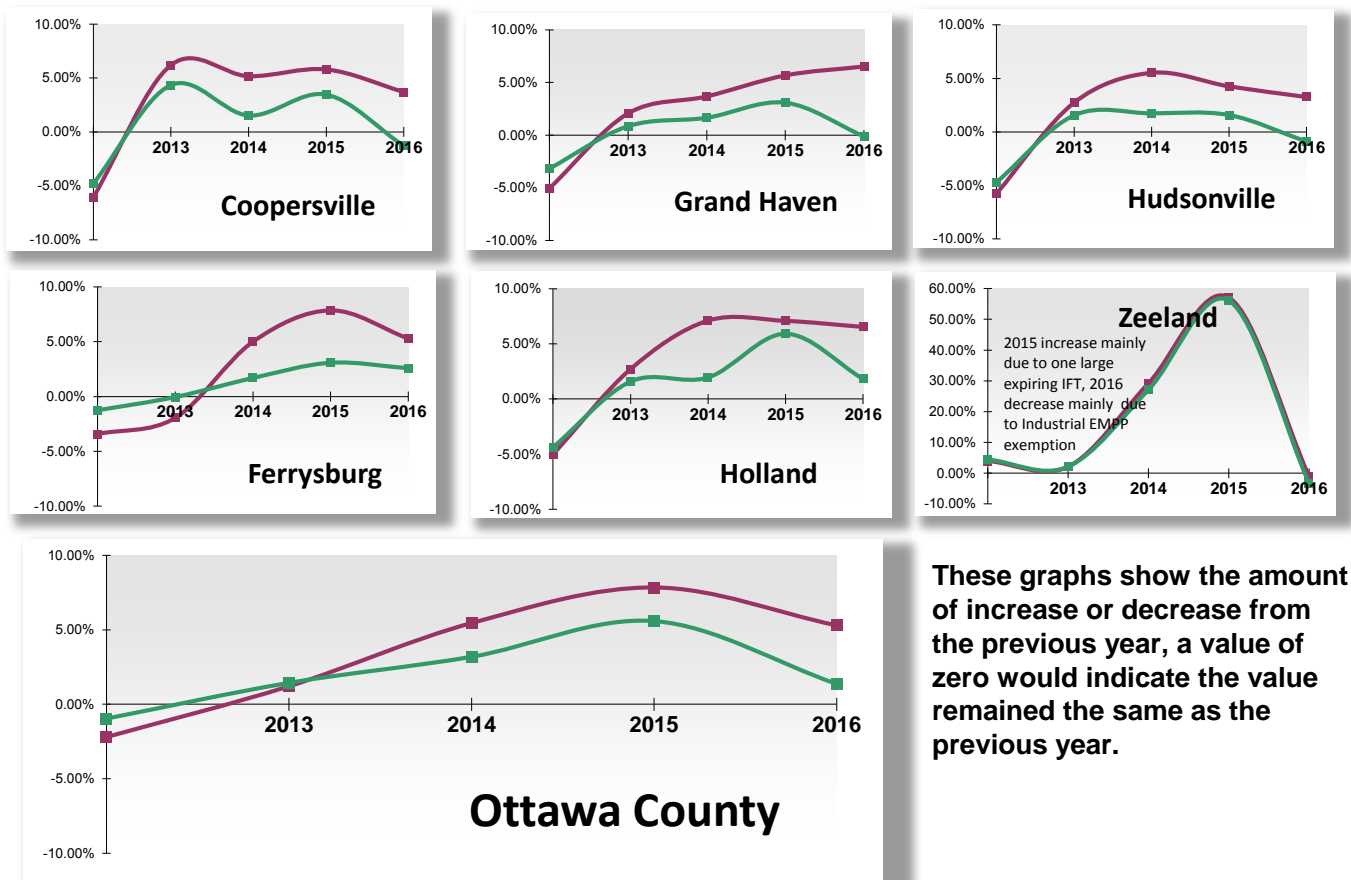 10.00%
5.00%
0.00%
-5.00%
-10.00%
2013 2014 2015 2016
Coopersville
10.00%
5.00%
0.00%
-5.00%
-10.00%
2013 2014 2015 2016
Grand Haven
10.00%
5.00%
0.00%
-5.00%
-10.00%
2013 2014 2015 2016
Hudsonville
10.00%
5.00%
0.00%
-5.00%
-10.00%
2013 2014 2015 2016
Ferrysburg
10.00%
5.00%
0.00%
-5.00%
-10.00%
2013 2014 2015 2016
Holland
60.00%
50.00%
40.00%
30.00%
20.00%
10.00%
0.00%
-10.00%
Zeeland
2015 increase mainly
due to one large
expiring IFT, 2016
decrease mainly due
to Industrial EMPP
exemption
2013 2014 2015 2016
10.00%
5.00%
0.00%
-5.00%
-10.00%
2013 2014 2015 2016
Ottawa County
These graphs show the amount
of increase or decrease from
the previous year, a value of
zero would indicate the value
remained the same as the
previous year.